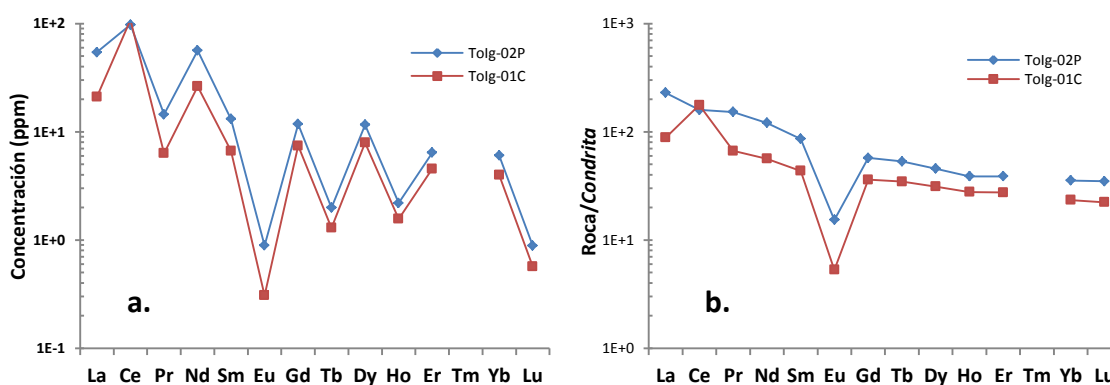 Concentración (ppm)
1E+2
1E+1
1E+0
1E-1
Tolg-02P
Tolg-01C
a.
La Ce Pr Nd Sm Eu Gd Tb Dy Ho Er Tm Yb Lu
Roca/Condrita
1E+3
1E+2
1E+1
1E+0
Tolg-02P
Tolg-01C
b.
La Ce Pr Nd Sm Eu Gd Tb Dy Ho Er Tm Yb Lu